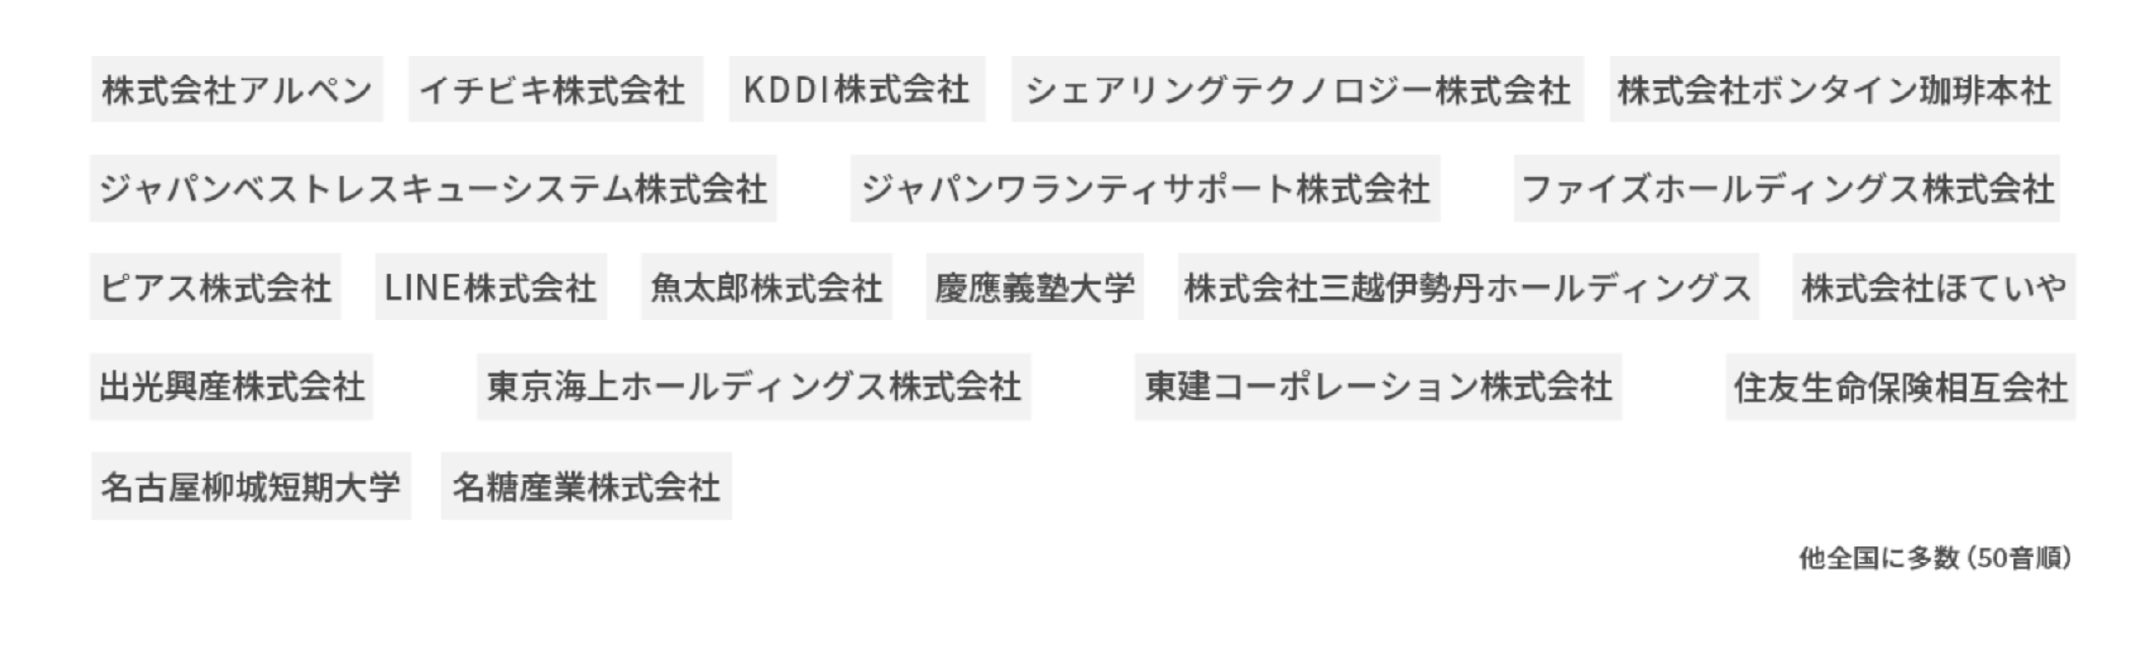 株式会社アルペン イチビキ株式会社 KDDI株式会社 シェアリングテクノロジー株式会社 株式会社ボンタイン珈琲本社
ジャパンベストレスキューシステム株式会社 ジャパンワランティサポート株式会社 ファイズホールディングス株式会社
ピアス株式会社 LINE株式会社 魚太郎株式会社 慶應義塾大学 株式会社三越伊勢丹ホールディングス 株式会社ほていや
出光興産株式会社 東京海上ホールディングス株式会社 東建コーポレーション株式会社 住友生命保険相互会社
名古屋柳城短期大学 名糖産業株式会社
他全国に多数（50音順）